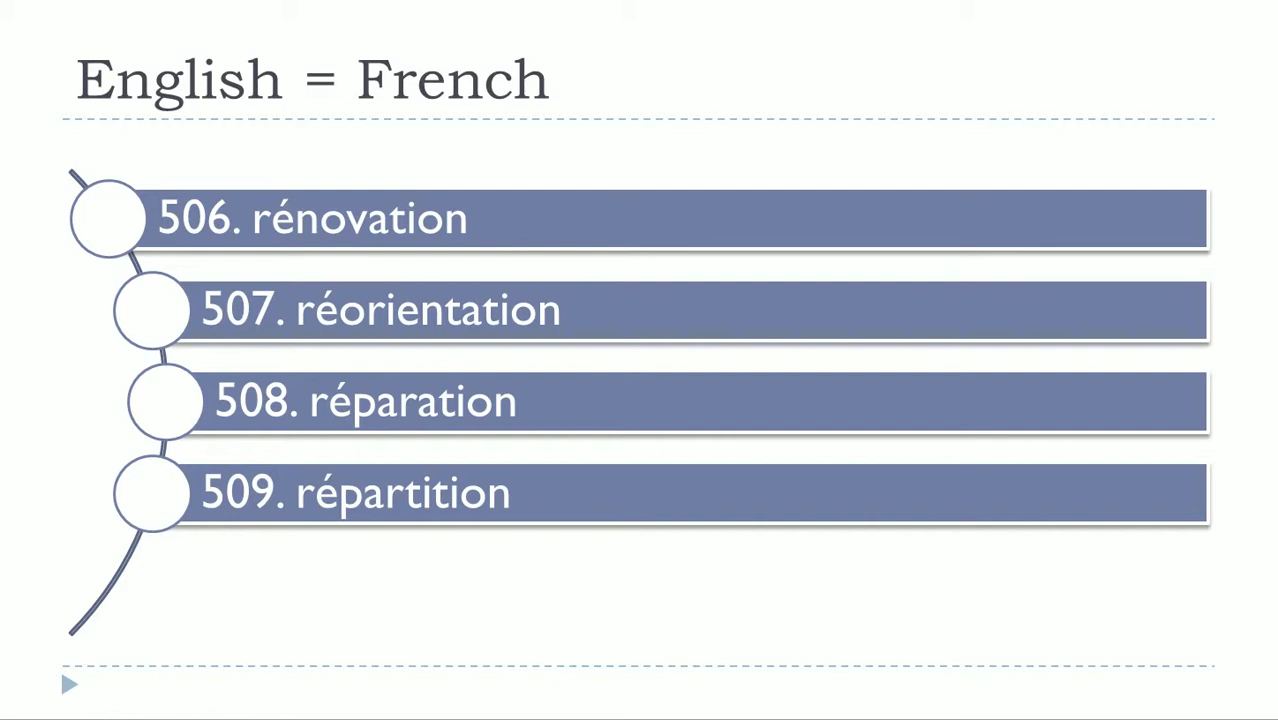 English = French
506. rénovation
507. réorientation
508. réparation
509. répartition